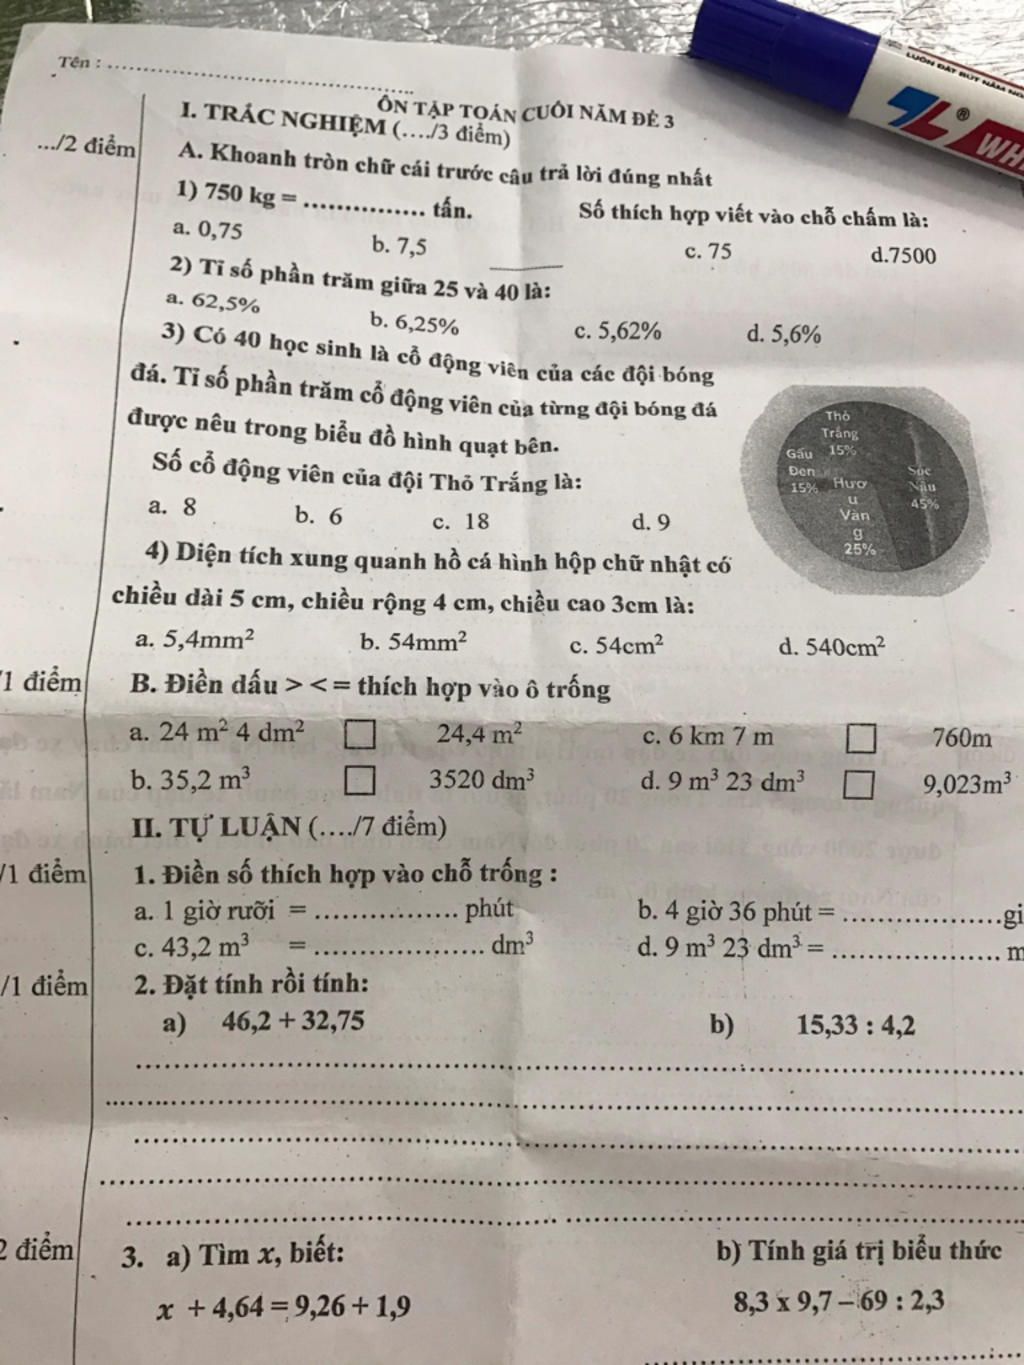 Tên : ........................
ÔN TẬP TOÁN CUỐI NĂM ĐỀ 3
I. TRẮC NGHIỆM (…./3 điểm)
.../2 điểm
A. Khoanh tròn chữ cái trước câu trả lời đúng nhất
1) 750 kg = .................. tấn. Số thích hợp viết vào chỗ chấm là:
a. 0,75 b. 7,5 c. 75 d.7500
2) Tỉ số phần trăm giữa 25 và 40 là:
a. 62,5% b. 6,25% c. 5,62% d. 5,6%
3) Có 40 học sinh là cổ động viên của các đội bóng
đá. Tỉ số phần trăm cổ động viên của từng đội bóng đá
được nêu trong biểu đồ hình quạt bên.
Số cổ động viên của đội Thỏ Trắng là:
a. 8 b. 6 c. 18 d. 9
Thỏ
Trắng
15%
Gấu
Đen
15%
Hươ
u
Vàn
g
25%
Sóc
Nâu
45%
4) Diện tích xung quanh hồ cá hình hộp chữ nhật có
chiều dài 5 cm, chiều rộng 4 cm, chiều cao 3cm là:
a. 5,4mm² b. 54mm² c. 54cm² d. 540cm²
/1 điểm B. Điền dấu > < = thích hợp vào ô trống
a. 24 m² 4 dm² □ 24,4 m² c. 6 km 7 m □ 760m
b. 35,2 m³ □ 3520 dm³ d. 9 m³ 23 dm³ □ 9,023m³
II. TỰ LUẬN (…./7 điểm)
/1 điểm 1. Điền số thích hợp vào chỗ trống :
a. 1 giờ rưỡi = .................. phút b. 4 giờ 36 phút = ....................gi
c. 43,2 m³ = ..................... dm³ d. 9 m³ 23 dm³ = ..................... m
/1 điểm 2. Đặt tính rồi tính:
a) 46,2 + 32,75 b) 15,33 : 4,2
2 điểm 3. a) Tìm x, biết: b) Tính giá trị biểu thức
x + 4,64 = 9,26 + 1,9 8,3 x 9,7 – 69 : 2,3
LUÔN ĐẬY BÚT
TL®
WH